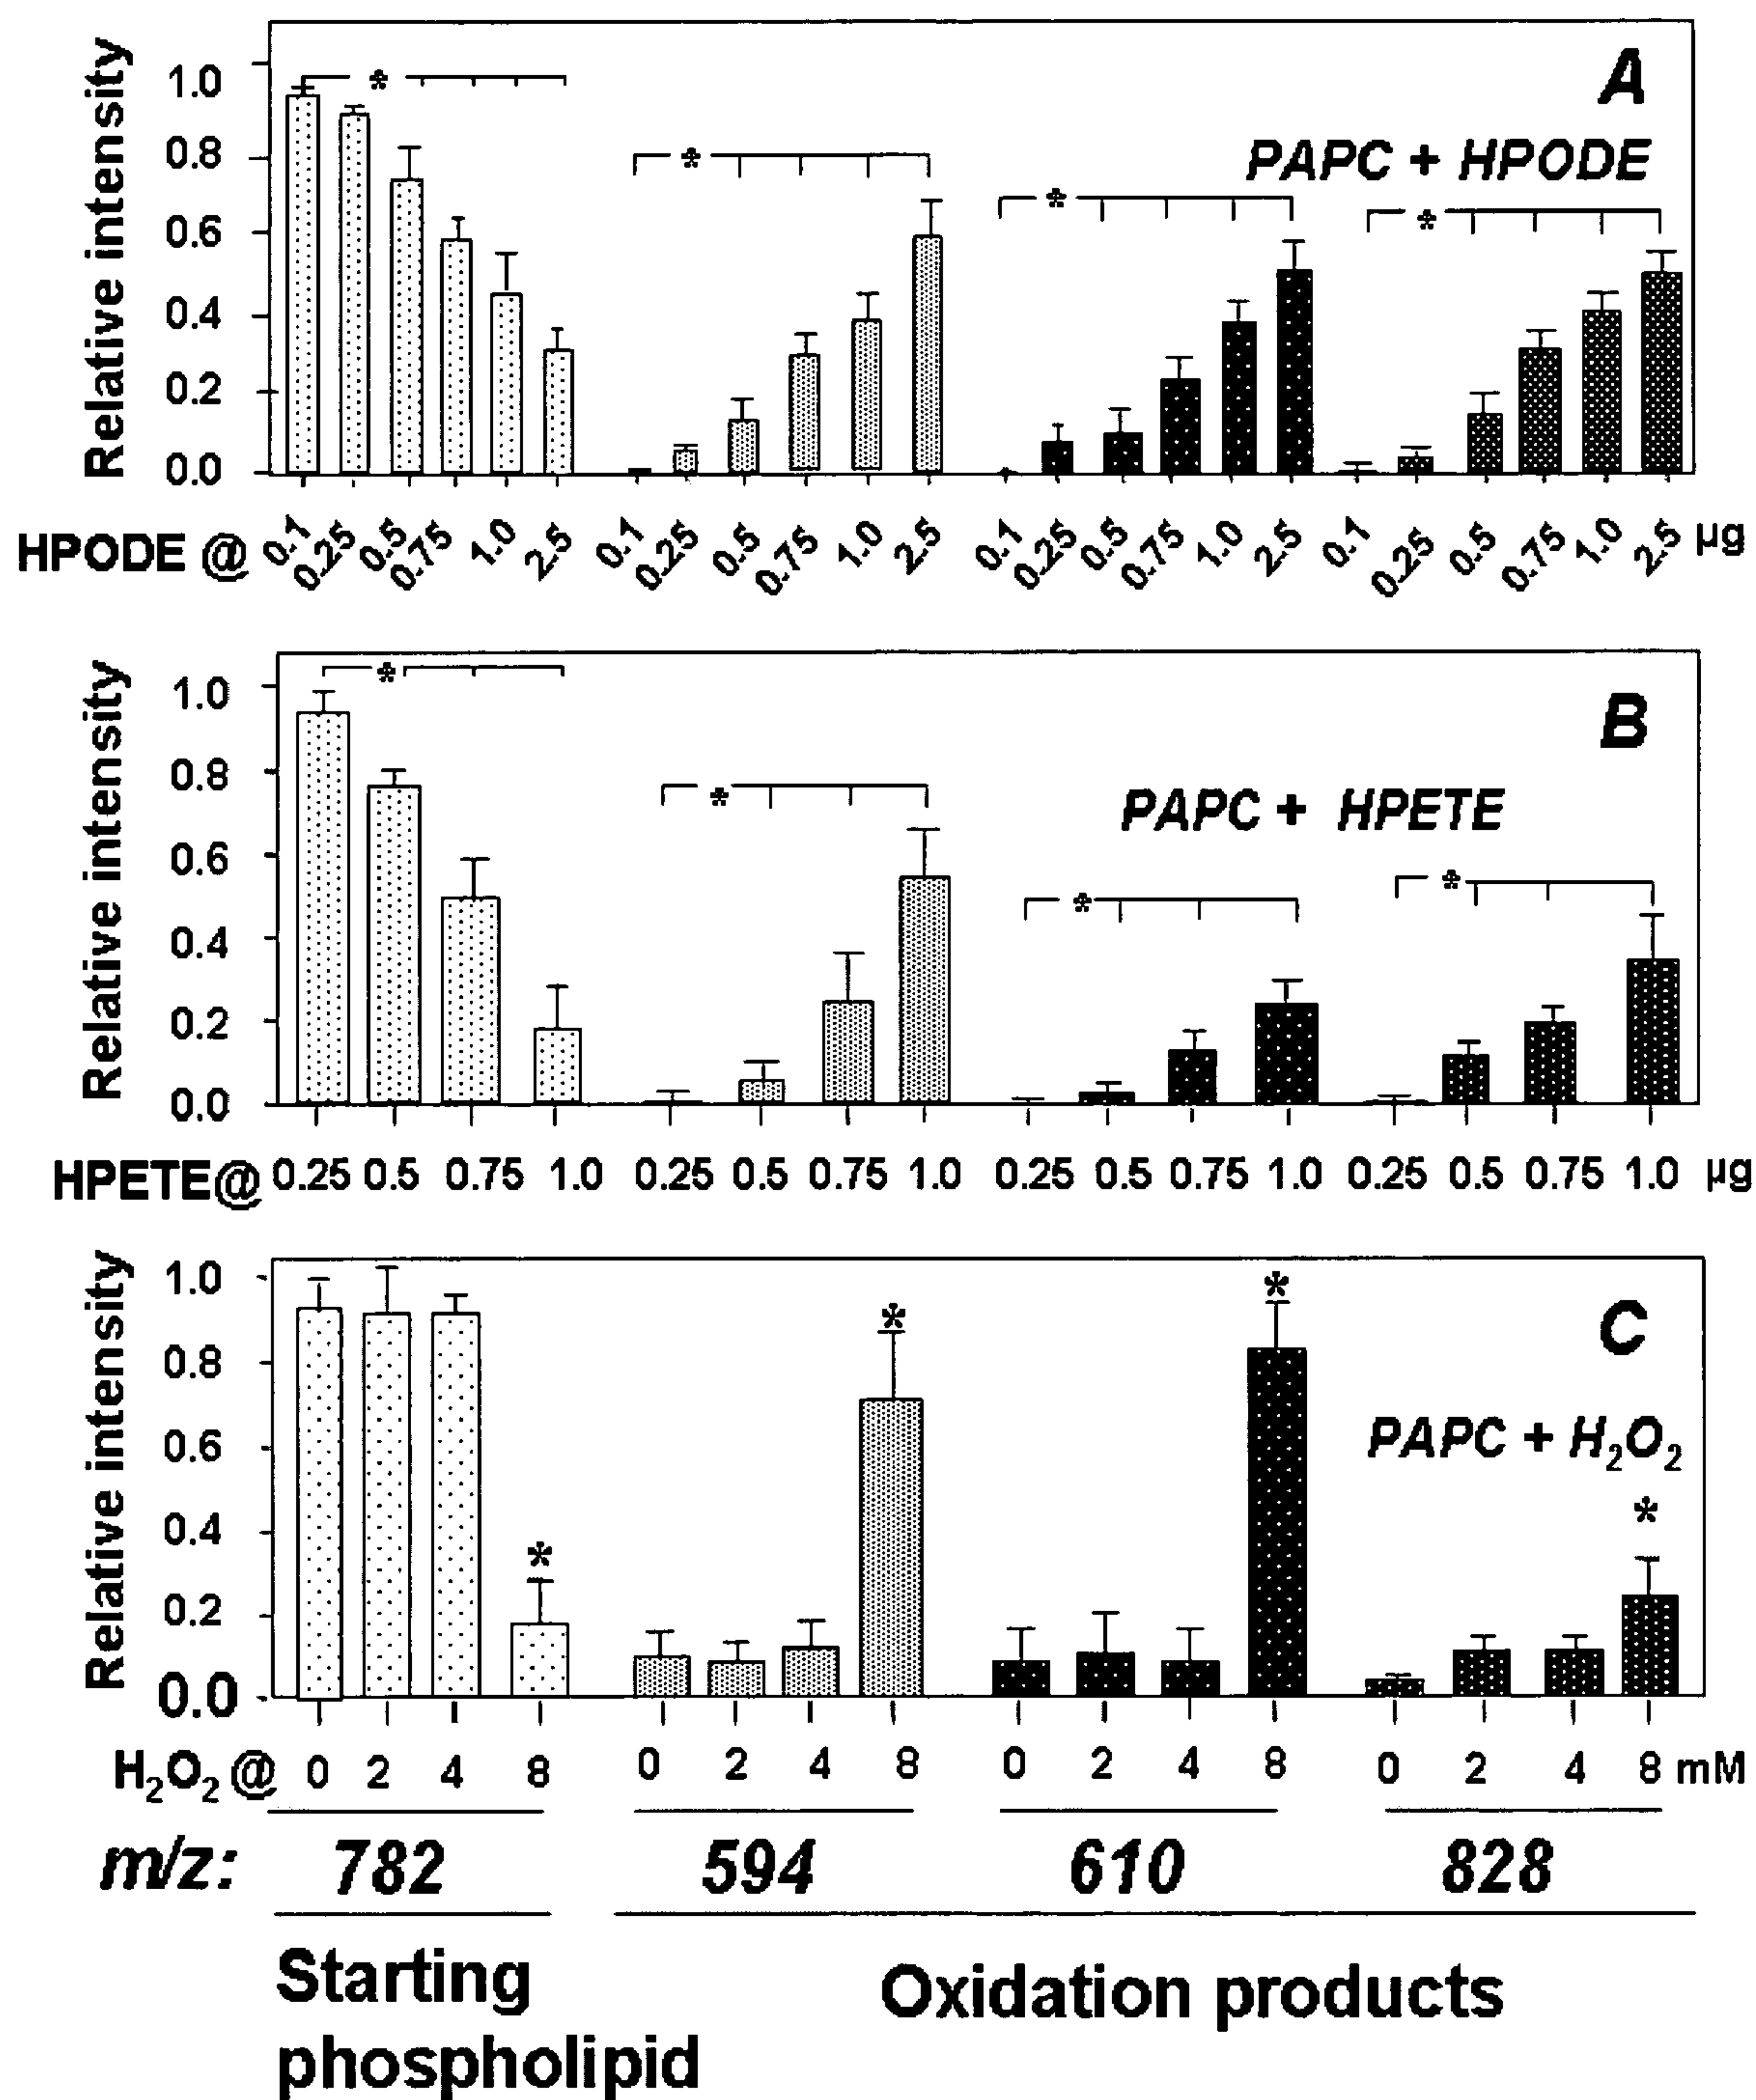 A
PAPC + HPODE
Relative intensity
1.0
0.8
0.6
0.4
0.2
0.0
* * * *
HPODE @ 0.1 0.25 0.5 0.75 1.0 2.5 0.1 0.25 0.5 0.75 1.0 2.5 0.1 0.25 0.5 0.75 1.0 2.5 0.1 0.25 0.5 0.75 1.0 2.5 µg
B
PAPC + HPETE
Relative intensity
1.0
0.8
0.6
0.4
0.2
0.0
* * * *
HPETE@ 0.25 0.5 0.75 1.0 0.25 0.5 0.75 1.0 0.25 0.5 0.75 1.0 0.25 0.5 0.75 1.0 µg
C
PAPC + H₂O₂
Relative intensity
1.0
0.8
0.6
0.4
0.2
0.0
* * * *
H₂O₂ @ 0 2 4 8 0 2 4 8 0 2 4 8 0 2 4 8 mM
m/z: 782 594 610 828
Starting
phospholipid
Oxidation products